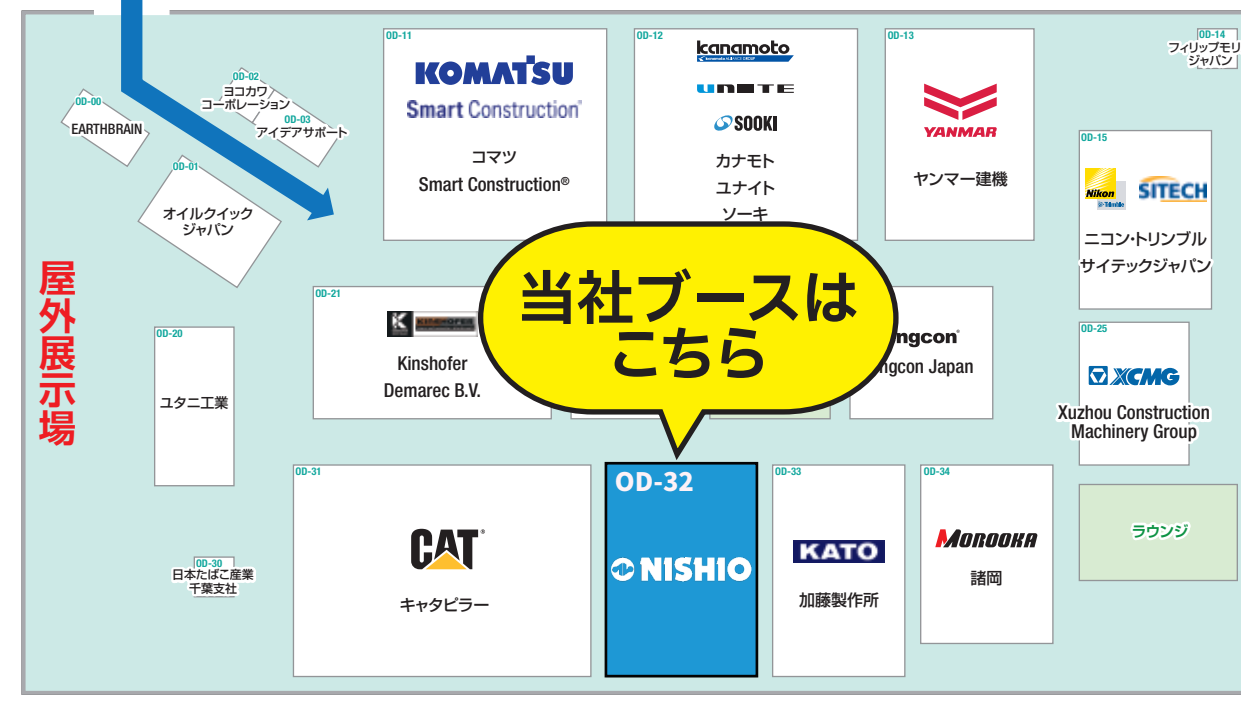 OD-11
KOMATSU
Smart Construction®
コマツ
Smart Construction®
OD-12
kanamoto
UNITE
SOOKI
カナモト
ユナイト
ソーキ
OD-13
YANMAR
ヤンマー建機
OD-14
フィリップモリ
ジャパン
OD-00
EARTHBRAIN
OD-02
ヨコカワ
コーポレーション
OD-03
アイデアサポート
OD-01
オイルクイック
ジャパン
OD-15
Nikon
SITECH
ニコン・トリンブル
サイテックジャパン
屋外展示場
OD-21
KINSHOFER
Kinshofer
Demarec B.V.
当社ブースは
こちら
ngcon
ngcon Japan
OD-20
ユタニ工業
OD-25
XCMG
Xuzhou Construction
Machinery Group
OD-31
CAT
キャタピラー
OD-32
NISHIO
OD-33
KATO
加藤製作所
OD-34
MOROOKA
諸岡
ラウンジ
OD-30
日本たばこ産業
千葉支社